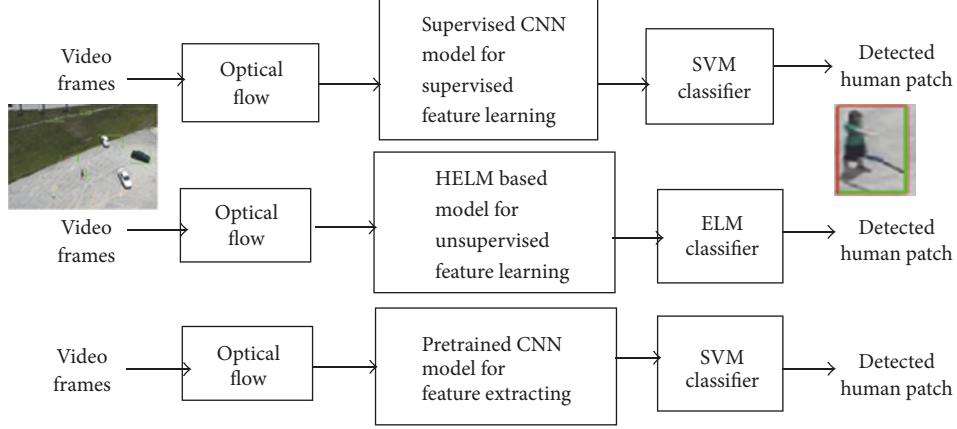 Video
frames
Optical
flow
Supervised CNN
model for
supervised
feature learning
SVM
classifier
Detected
human patch
Video
frames
Optical
flow
HELM based
model for
unsupervised
feature learning
ELM
classifier
Detected
human patch
Video
frames
Optical
flow
Pretrained CNN
model for
feature extracting
SVM
classifier
Detected
human patch